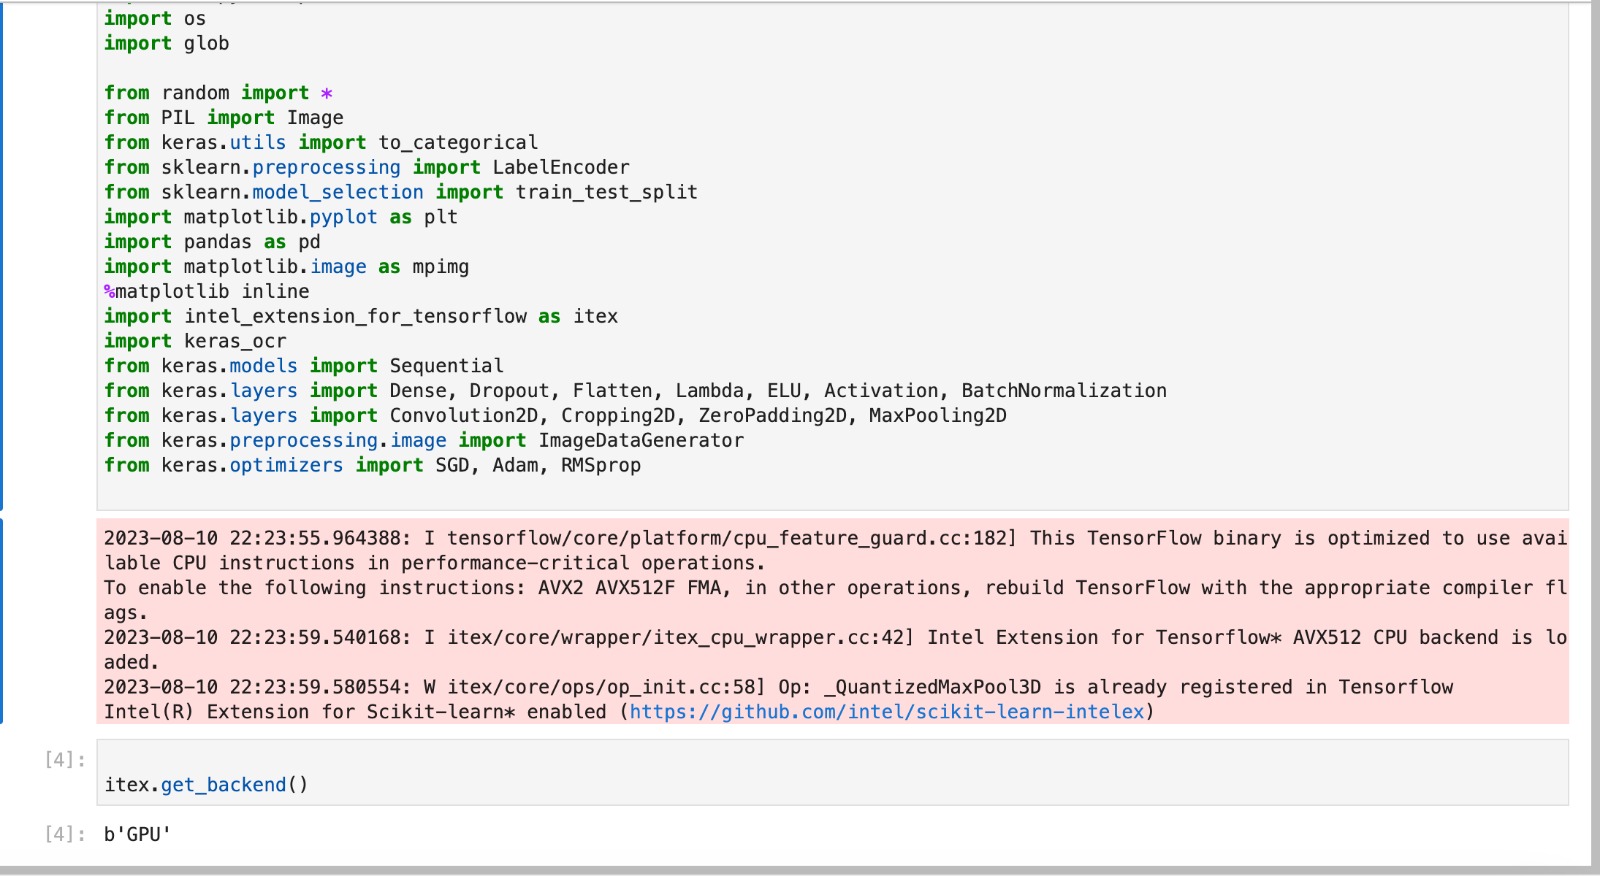 import os
import glob
from random import *
from PIL import Image
from keras.utils import to_categorical
from sklearn.preprocessing import LabelEncoder
from sklearn.model_selection import train_test_split
import matplotlib.pyplot as plt
import pandas as pd
import matplotlib.image as mpimg
%matplotlib inline
import intel_extension_for_tensorflow as itex
import keras_ocr
from keras.models import Sequential
from keras.layers import Dense, Dropout, Flatten, Lambda, ELU, Activation, BatchNormalization
from keras.layers import Convolution2D, Cropping2D, ZeroPadding2D, MaxPooling2D
from keras.preprocessing.image import ImageDataGenerator
from keras.optimizers import SGD, Adam, RMSprop
2023-08-10 22:23:55.964388: I tensorflow/core/platform/cpu_feature_guard.cc:182] This TensorFlow binary is optimized to use avai
lable CPU instructions in performance-critical operations.
To enable the following instructions: AVX2 AVX512F FMA, in other operations, rebuild TensorFlow with the appropriate compiler fl
ags.
2023-08-10 22:23:59.540168: I itex/core/wrapper/itex_cpu_wrapper.cc:42] Intel Extension for Tensorflow* AVX512 CPU backend is lo
aded.
2023-08-10 22:23:59.580554: W itex/core/ops/op_init.cc:58] Op: _QuantizedMaxPool3D is already registered in Tensorflow
Intel(R) Extension for Scikit-learn* enabled (https://github.com/intel/scikit-learn-intelex)
[4]:
itex.get_backend()
[4]: b'GPU'